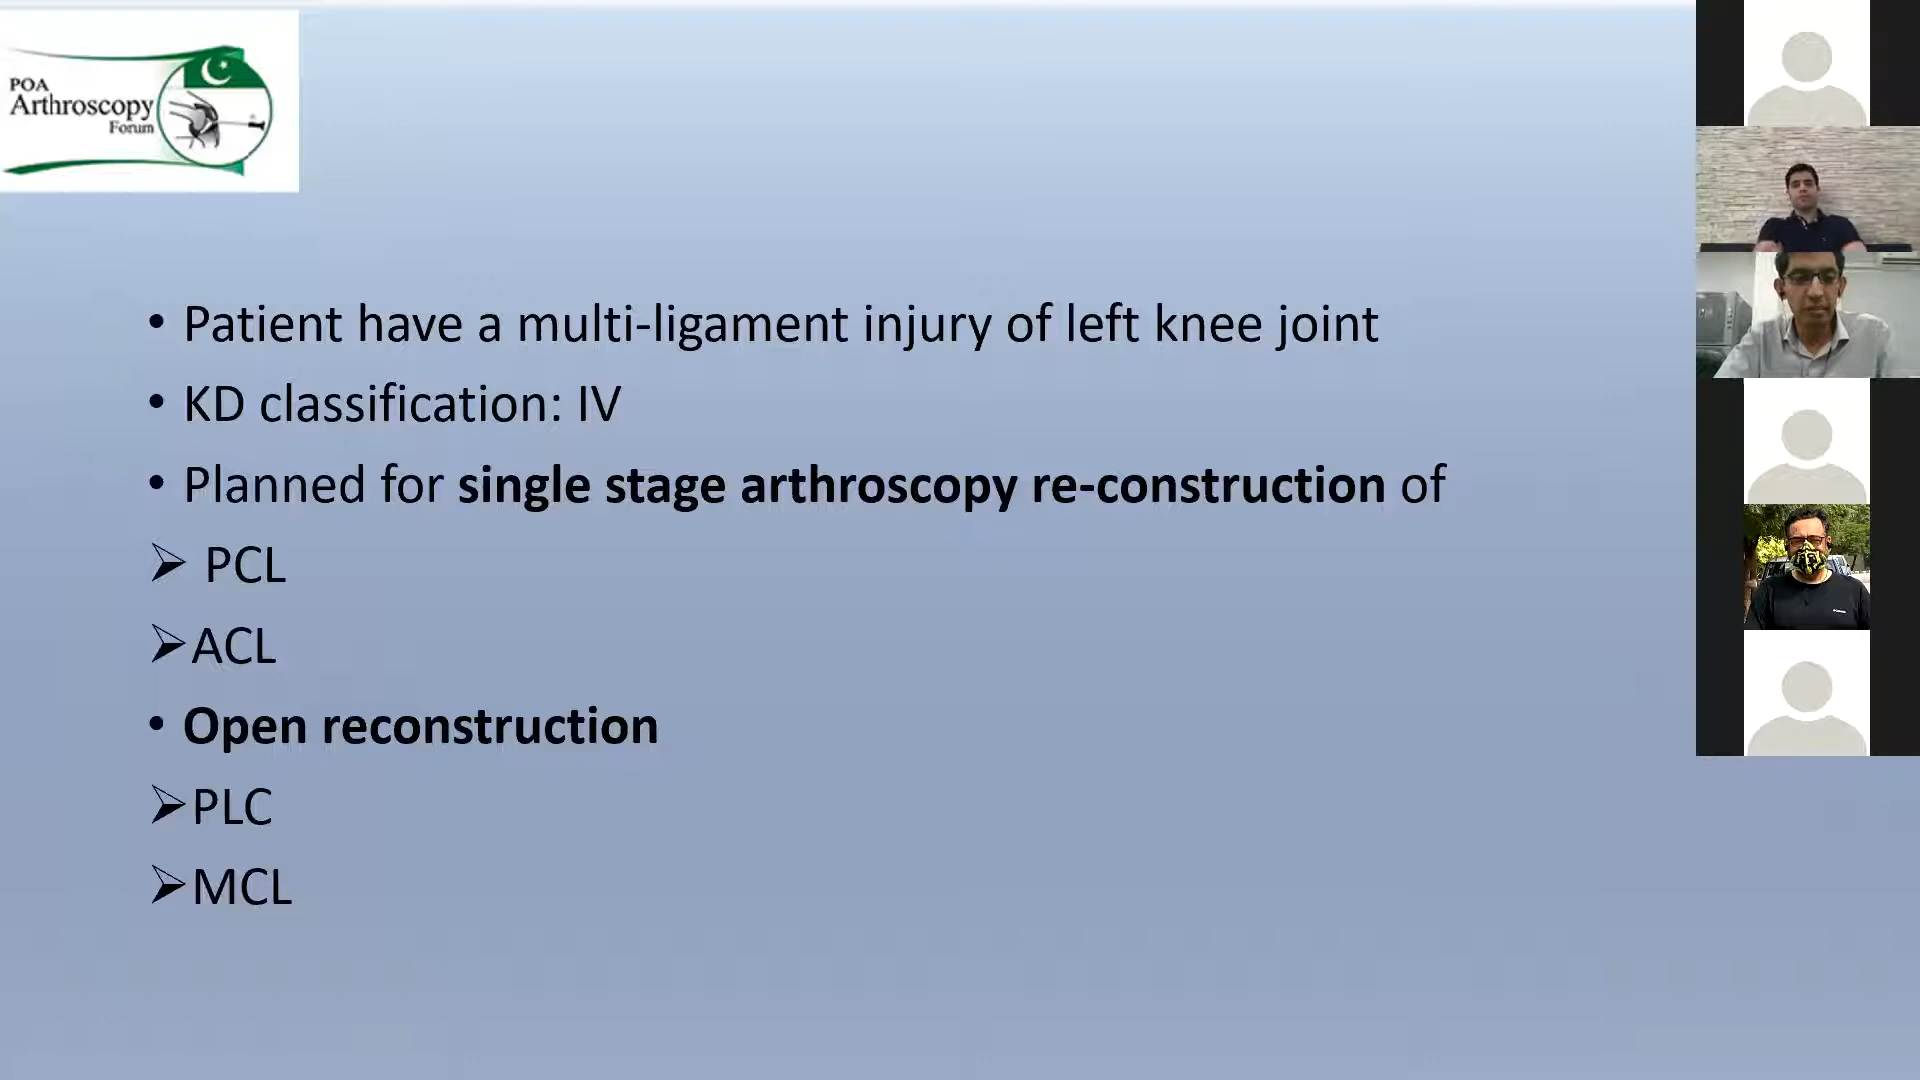 POA
Arthroscopy
Forum
• Patient have a multi-ligament injury of left knee joint
• KD classification: IV
• Planned for single stage arthroscopy re-construction of
➢ PCL
➢ACL
• Open reconstruction
➢PLC
➢MCL